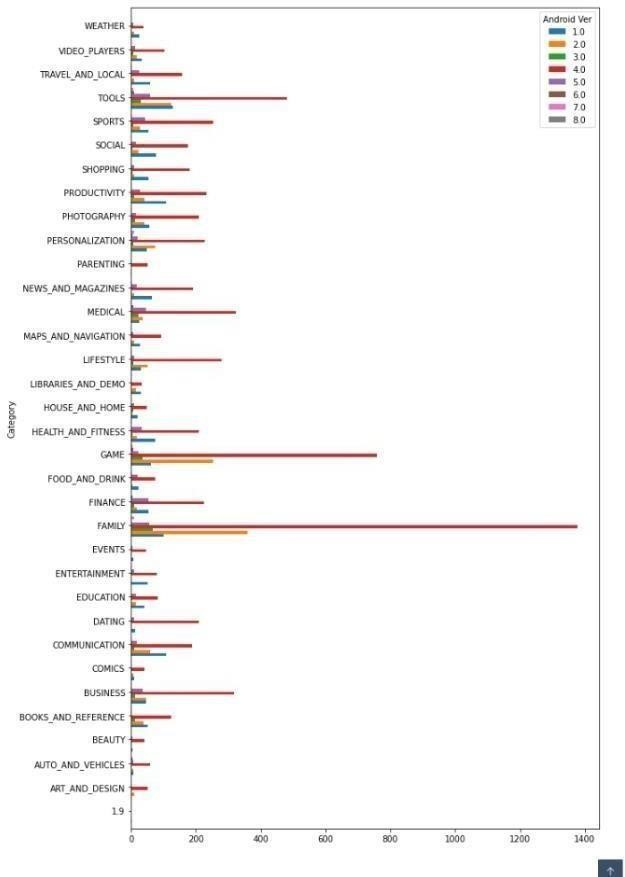 Android Ver
1.0
2.0
3.0
4.0
5.0
6.0
7.0
8.0
Category
WEATHER
VIDEO_PLAYERS
TRAVEL_AND_LOCAL
TOOLS
SPORTS
SOCIAL
SHOPPING
PRODUCTIVITY
PHOTOGRAPHY
PERSONALIZATION
PARENTING
NEWS_AND_MAGAZINES
MEDICAL
MAPS_AND_NAVIGATION
LIFESTYLE
LIBRARIES_AND_DEMO
HOUSE_AND_HOME
HEALTH_AND_FITNESS
GAME
FOOD_AND_DRINK
FINANCE
FAMILY
EVENTS
ENTERTAINMENT
EDUCATION
DATING
COMMUNICATION
COMICS
BUSINESS
BOOKS_AND_REFERENCE
BEAUTY
AUTO_AND_VEHICLES
ART_AND_DESIGN
1.9
0 200 400 600 800 1000 1200 1400